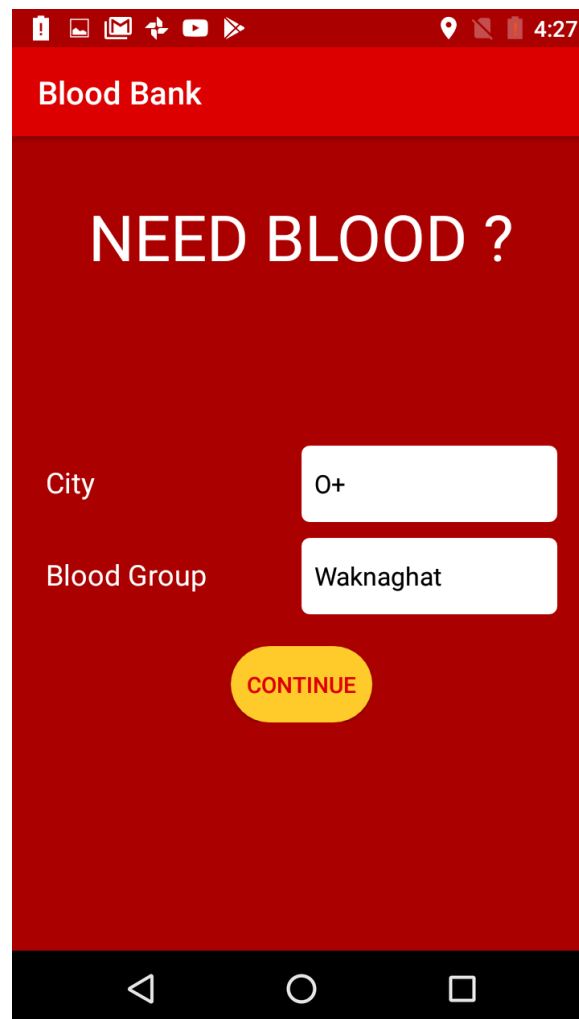 4:27
Blood Bank
NEED BLOOD ?
City O+
Blood Group Waknaghat
CONTINUE